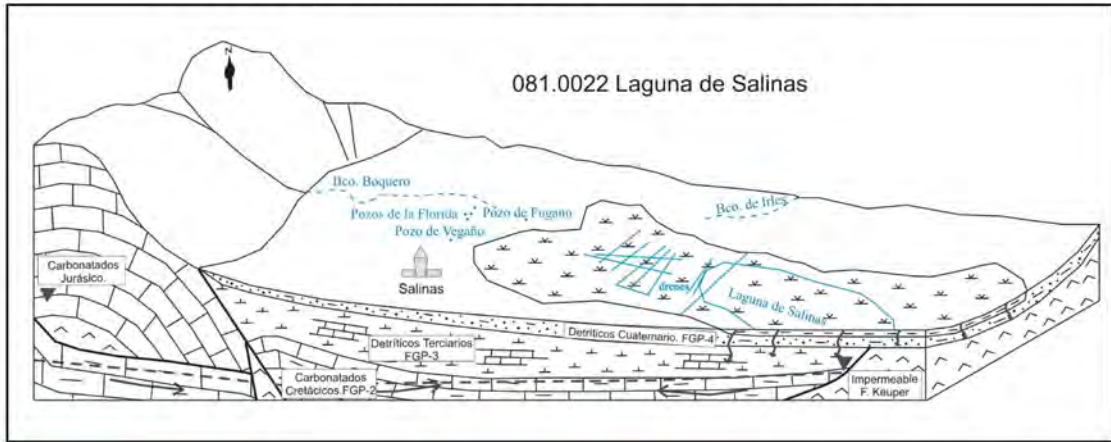 N
081.0022 Laguna de Salinas
Bco. Boquero
Pozos de la Florida
Pozo de Fugano
Bco. de Irles
Pozo de Vegaño
Salinas
Carbonatados
Jurásico.
drenes
Laguna de Salinas
Detríticos Cuaternario. FGP-4
Detríticos Terciarios
FGP-3
Carbonatados
Cretácicos.FGP-2
Impermeable
F. Keuper